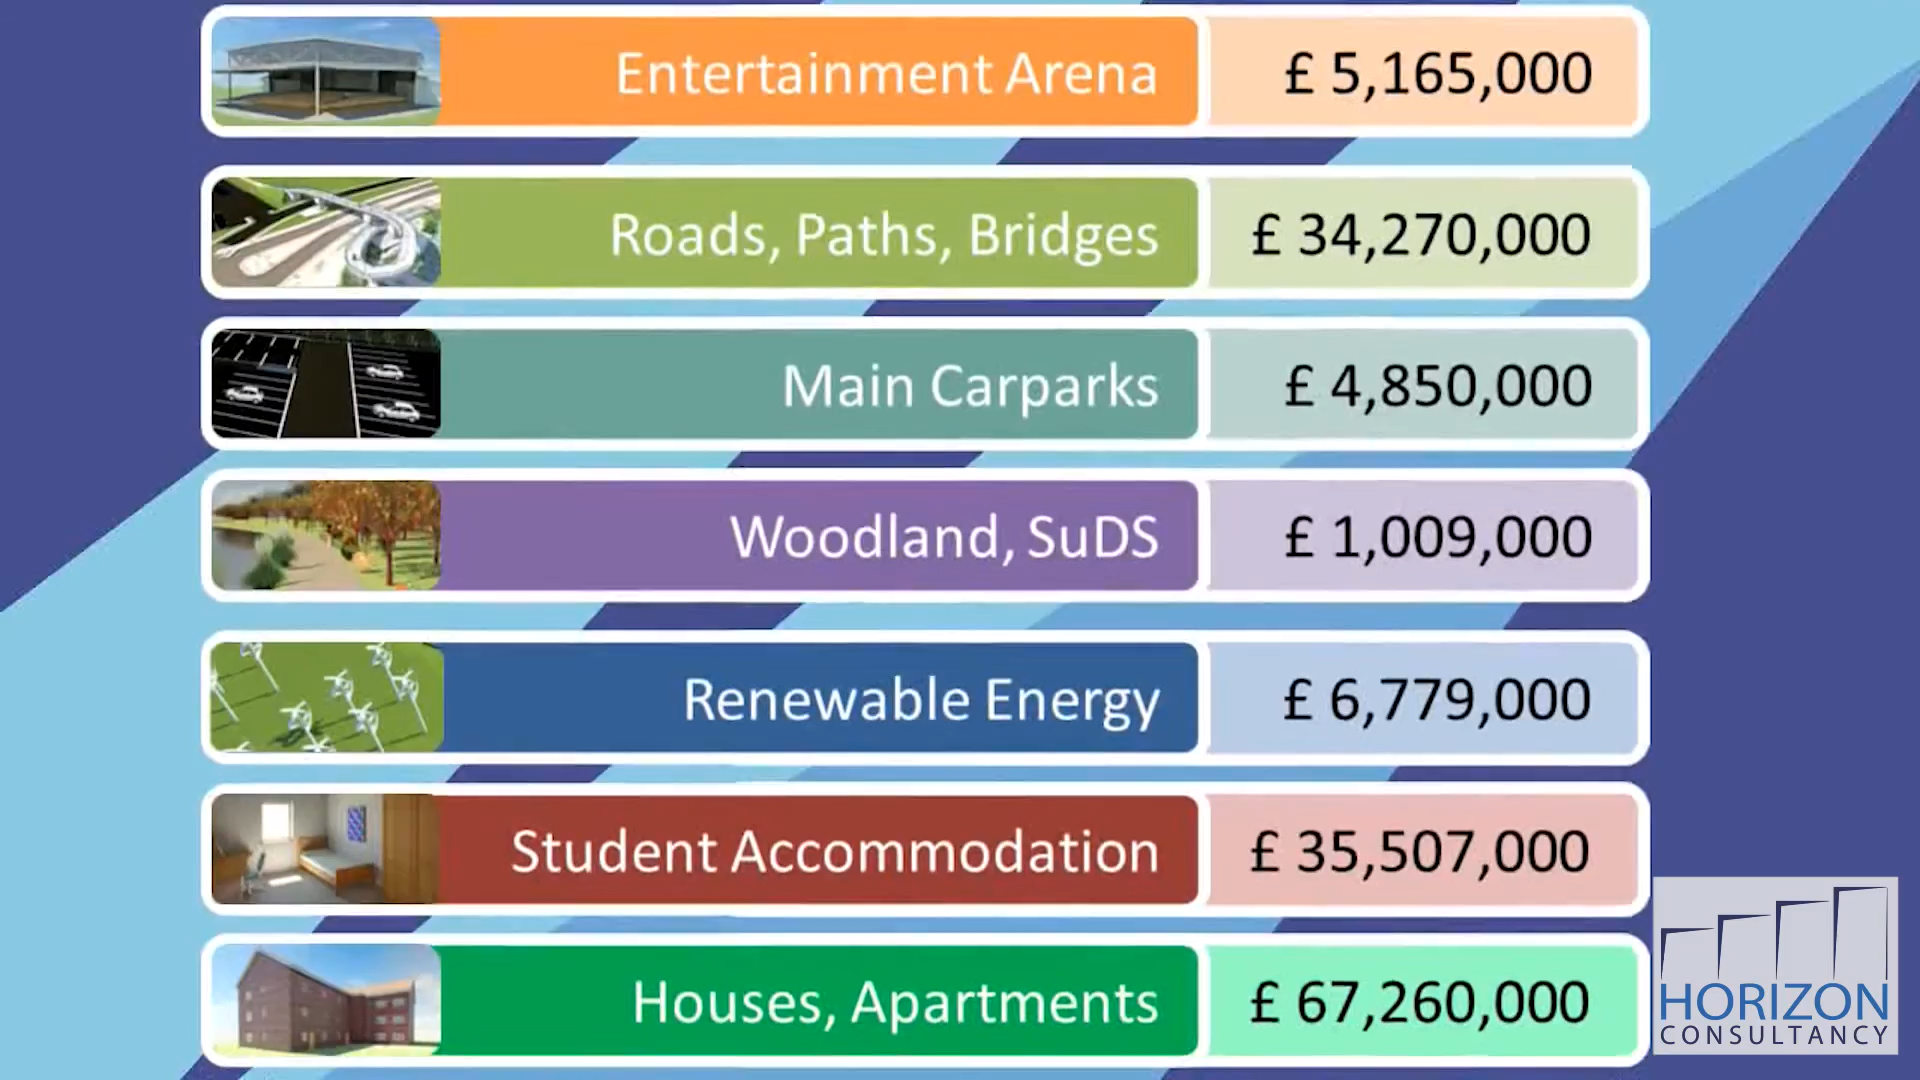 Entertainment Arena £ 5,165,000
Roads, Paths, Bridges £ 34,270,000
Main Carparks £ 4,850,000
Woodland, SuDS £ 1,009,000
Renewable Energy £ 6,779,000
Student Accommodation £ 35,507,000
Houses, Apartments £ 67,260,000
HORIZON
CONSULTANCY